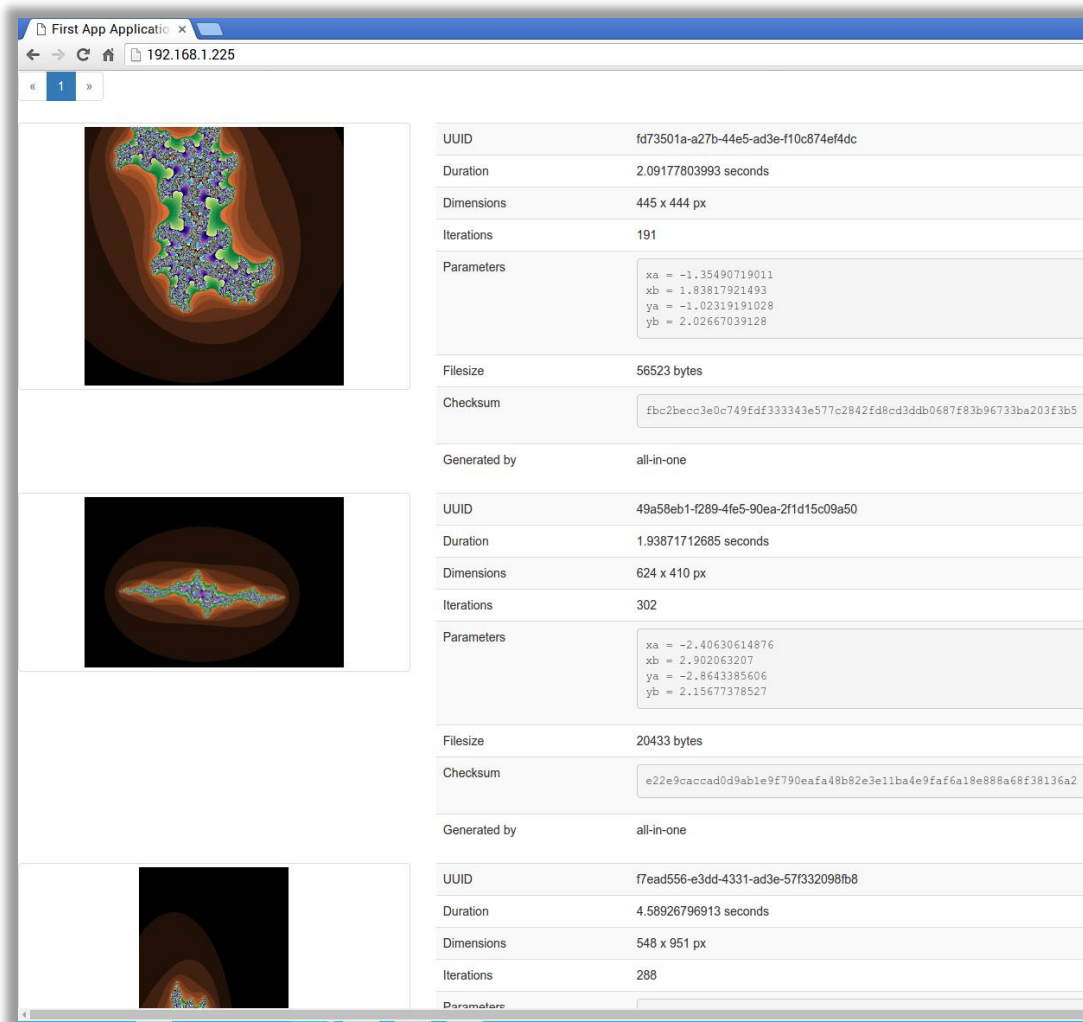 First App Applicatio ×
192.168.1.225
« 1 »
UUID fd73501a-a27b-44e5-ad3e-f10c874ef4dc
Duration 2.09177803993 seconds
Dimensions 445 x 444 px
Iterations 191
Parameters
xa = -1.35490719011
xb = 1.83817921493
ya = -1.02319191028
yb = 2.02667039128
Filesize 56523 bytes
Checksum fbc2becc3e0c749fdf333343e577c2842fd8cd3ddb0687f83b96733ba203f3b5
Generated by all-in-one
UUID 49a58eb1-f289-4fe5-90ea-2f1d15c09a50
Duration 1.93871712685 seconds
Dimensions 624 x 410 px
Iterations 302
Parameters
xa = -2.40630614876
xb = 2.902063207
ya = -2.8643385606
yb = 2.15677378527
Filesize 20433 bytes
Checksum e22e9caccad0d9ab1e9f790eafa48b82e3e11ba4e9faf6a18e888a68f38136a2
Generated by all-in-one
UUID f7ead556-e3dd-4331-ad3e-57f332098fb8
Duration 4.58926796913 seconds
Dimensions 548 x 951 px
Iterations 288
Parameters